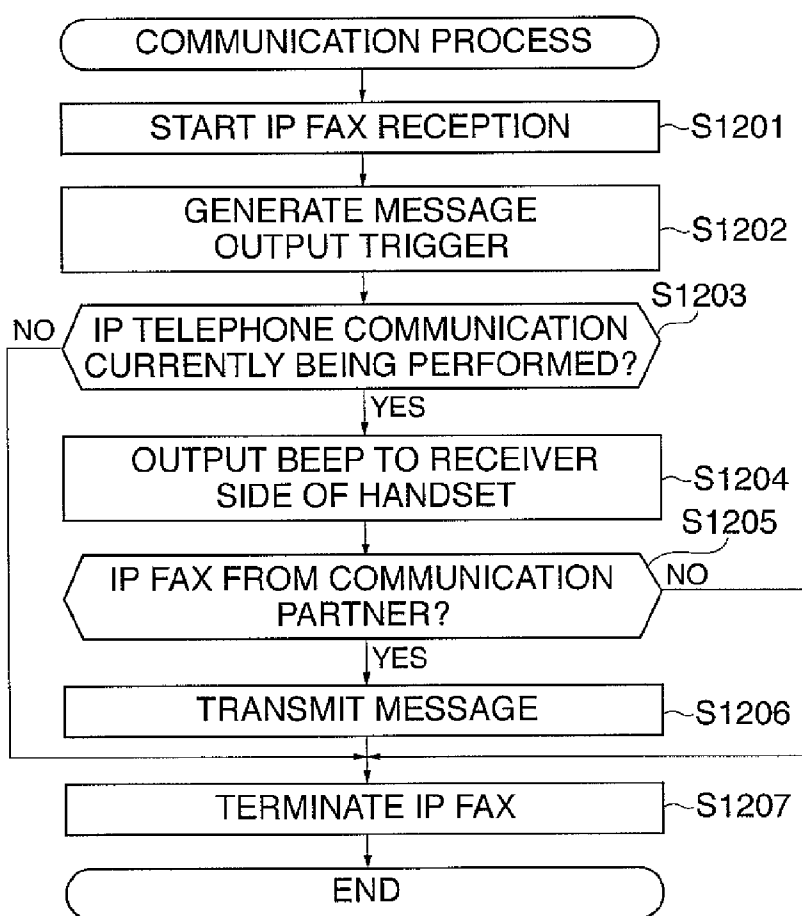 COMMUNICATION PROCESS
START IP FAX RECEPTION
S1201
GENERATE MESSAGE
OUTPUT TRIGGER
S1202
S1203
NO
IP TELEPHONE COMMUNICATION
CURRENTLY BEING PERFORMED?
YES
OUTPUT BEEP TO RECEIVER
SIDE OF HANDSET
S1204
S1205
IP FAX FROM COMMUNICATION
PARTNER?
NO
YES
TRANSMIT MESSAGE
S1206
TERMINATE IP FAX
S1207
END